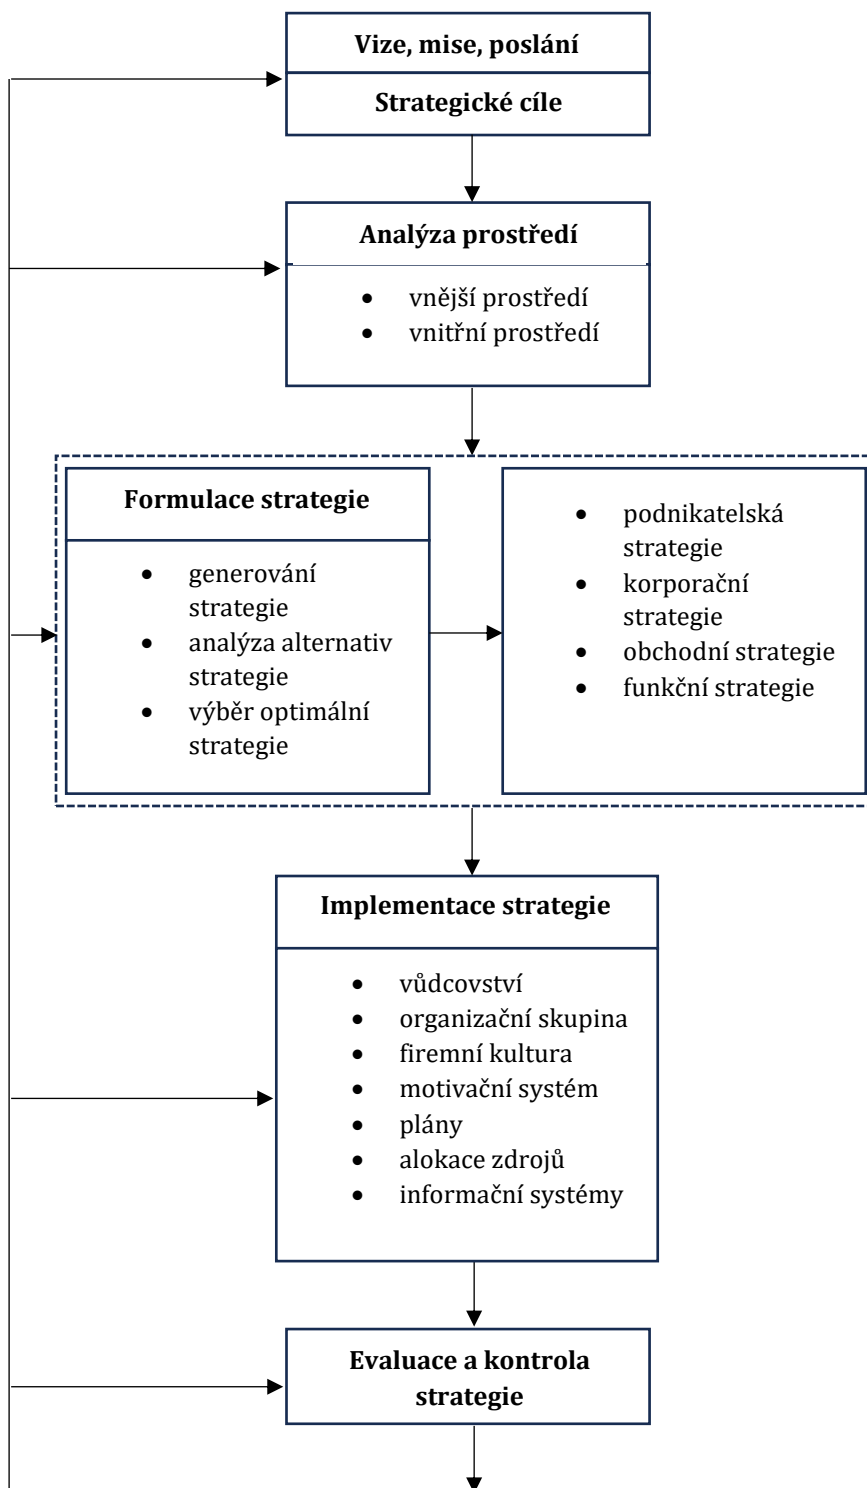 Vize, mise, poslání
Strategické cíle
Analýza prostředí
• vnější prostředí
• vnitřní prostředí
Formulace strategie
• generování
strategie
• analýza alternativ
strategie
• výběr optimální
strategie
• podnikatelská
strategie
• korporační
strategie
• obchodní strategie
• funkční strategie
Implementace strategie
• vůdcovství
• organizační skupina
• firemní kultura
• motivační systém
• plány
• alokace zdrojů
• informační systémy
Evaluace a kontrola
strategie